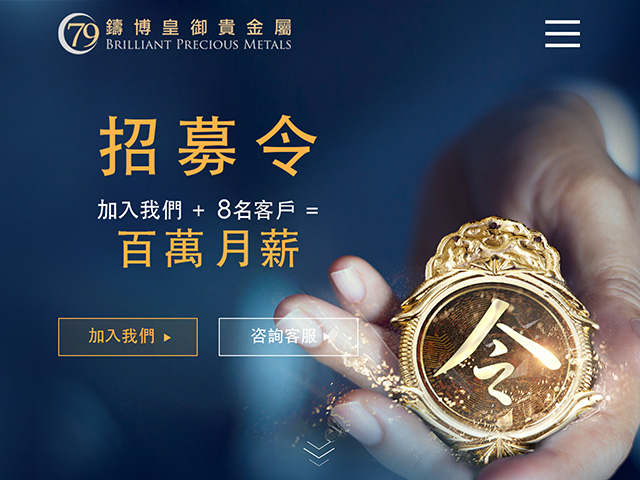 79 鑄博皇御貴金屬
BRILLIANT PRECIOUS METALS
招募令
加入我們 + 8名客戶 =
百萬月薪
加入我們
咨詢客服
令